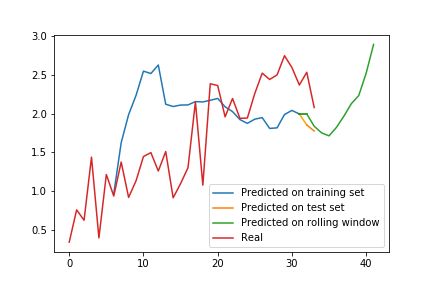 3.0
2.5
2.0
1.5
1.0
0.5
Predicted on training set
Predicted on test set
Predicted on rolling window
Real
0 10 20 30 40